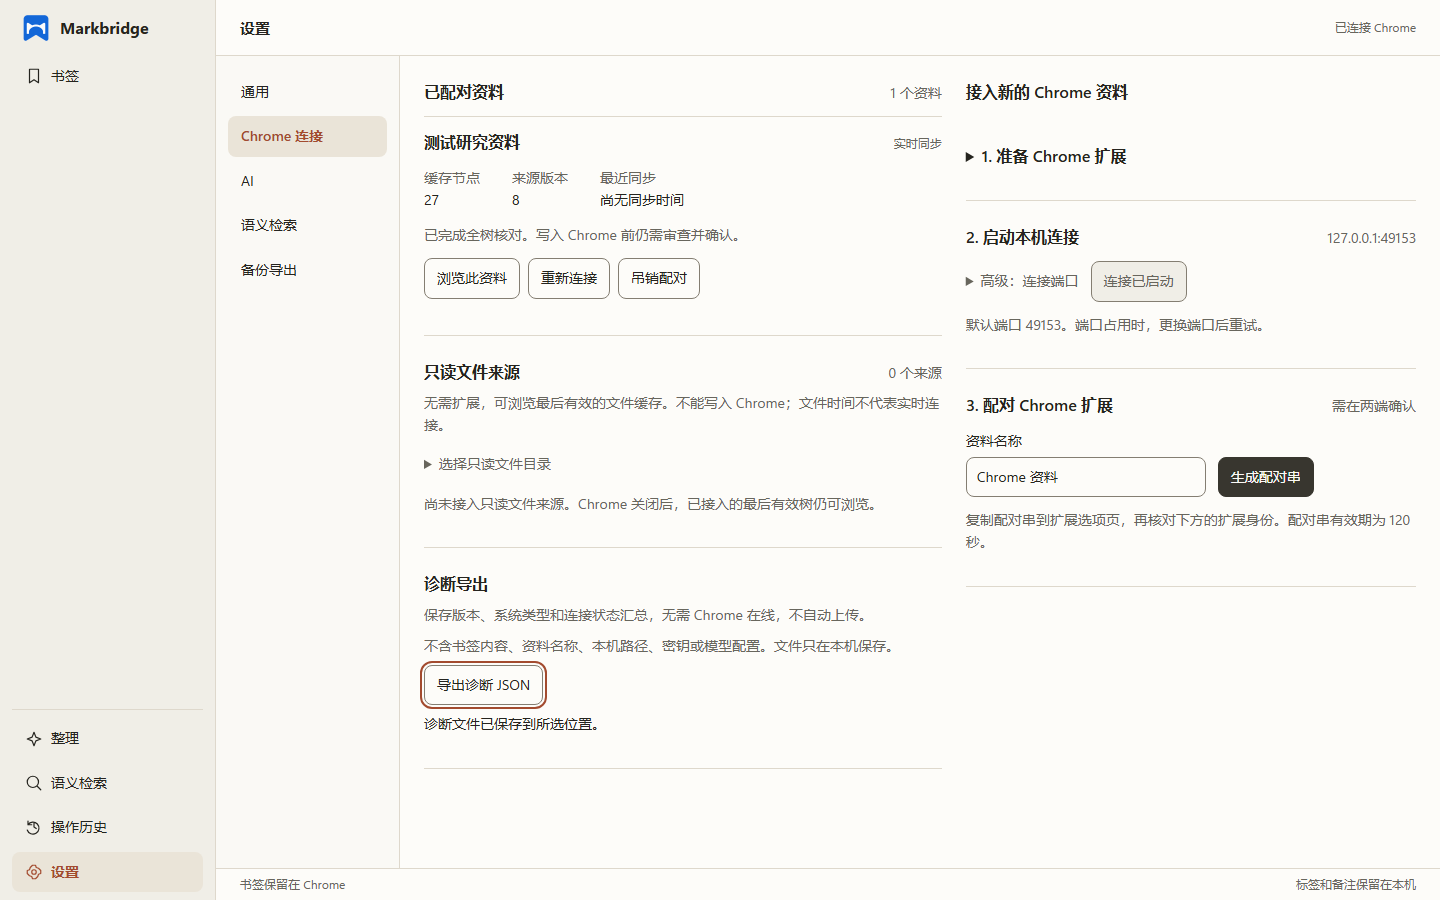 Markbridge
书签
整理
语义检索
操作历史
设置
设置
已连接 Chrome
通用
Chrome 连接
AI
语义检索
备份导出
已配对资料
1 个资料
测试研究资料
实时同步
缓存节点
来源版本
最近同步
27
8
尚无同步时间
已完成全树核对。写入 Chrome 前仍需审查并确认。
浏览此资料
重新连接
吊销配对
只读文件来源
0 个来源
无需扩展，可浏览最后有效的文件缓存。不能写入 Chrome；文件时间不代表实时连
接。
选择只读文件目录
尚未接入只读文件来源。Chrome 关闭后，已接入的最后有效树仍可浏览。
诊断导出
保存版本、系统类型和连接状态汇总，无需 Chrome 在线，不自动上传。
不含书签内容、资料名称、本机路径、密钥或模型配置。文件只在本机保存。
导出诊断 JSON
诊断文件已保存到所选位置。
接入新的 Chrome 资料
1. 准备 Chrome 扩展
2. 启动本机连接
127.0.0.1:49153
高级：连接端口
连接已启动
默认端口 49153。端口占用时，更换端口后重试。
3. 配对 Chrome 扩展
需在两端确认
资料名称
Chrome 资料
生成配对串
复制配对串到扩展选项页，再核对下方的扩展身份。配对串有效期为 120
秒。
书签保留在 Chrome
标签和备注保留在本机